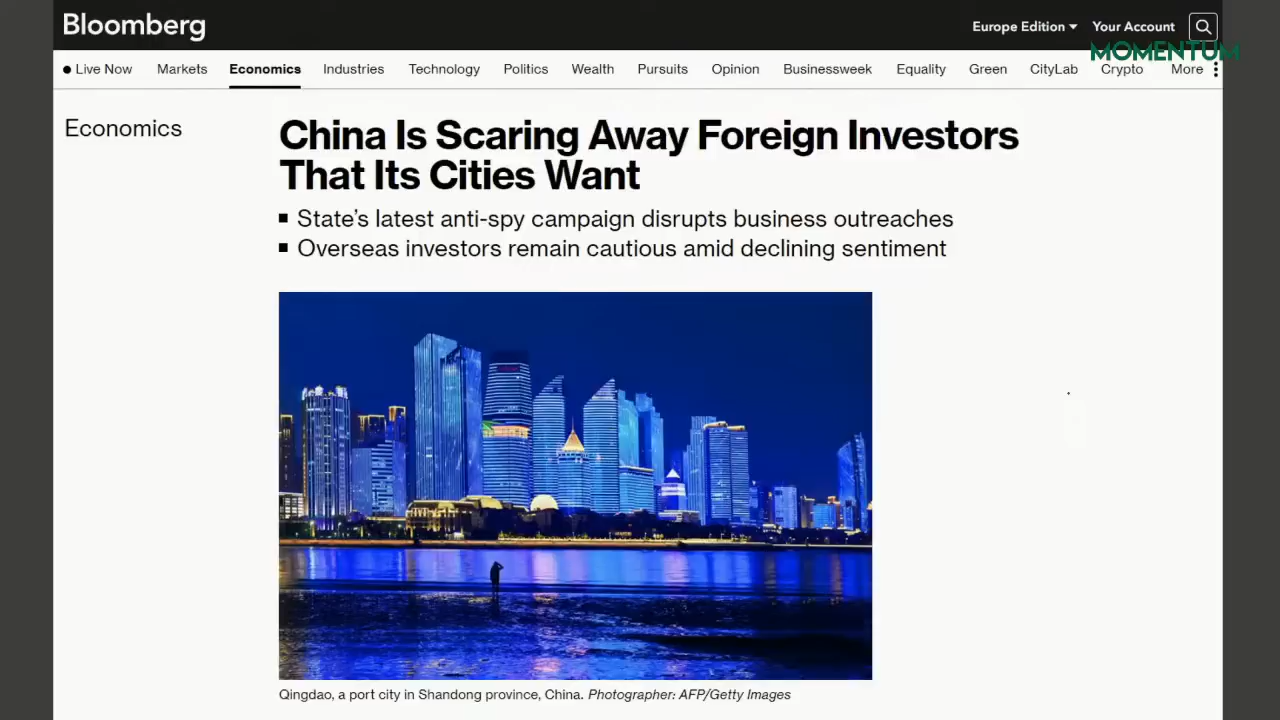 Bloomberg
Europe Edition Your Account
MOMENTUM
Live Now Markets Economics Industries Technology Politics Wealth Pursuits Opinion Businessweek Equality Green CityLab Crypto More
Economics
China Is Scaring Away Foreign Investors
That Its Cities Want
State's latest anti-spy campaign disrupts business outreaches
Overseas investors remain cautious amid declining sentiment
Qingdao, a port city in Shandong province, China. Photographer: AFP/Getty Images